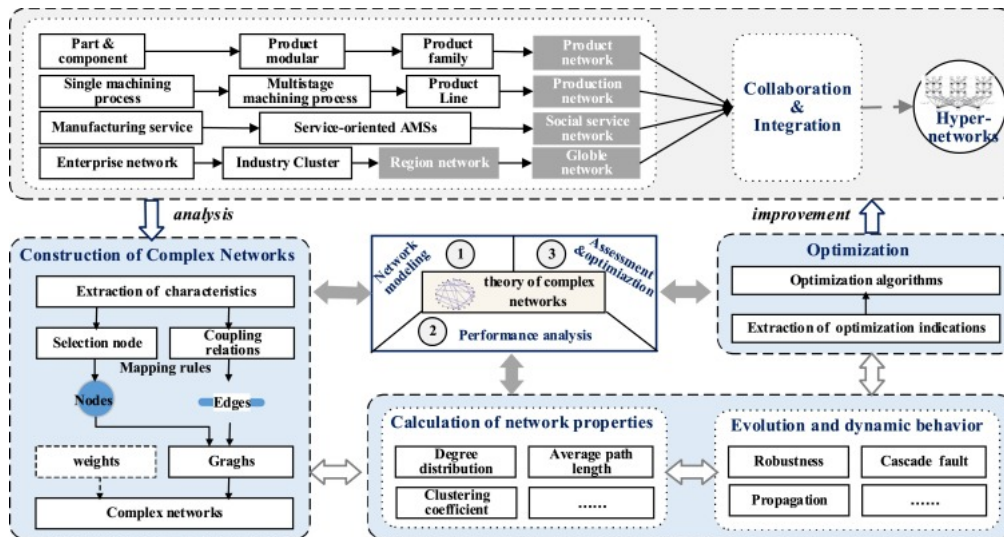 Part &
component
Product
modular
Product
family
Product
network
Single machining
process
Multistage
machining process
Product
Line
Production
network
Manufacturing service
Service-oriented AMSs
Social service
network
Enterprise network
Industry Cluster
Region network
Globle
network
Collaboration
&
Integration
Hyper-
networks
analysis
improvement
Construction of Complex Networks
Extraction of characteristics
Selection node
Coupling
relations
Mapping rules
Nodes
Edges
weights
Graghs
Complex networks
Network
modeling
1
3
Assessment
&optimiaztion
theory of complex
networks
2
Performance analysis
Optimization
Optimization algorithms
Extraction of optimization indications
Calculation of network properties
Degree
distribution
Average path
length
Clustering
coefficient
......
Evolution and dynamic behavior
Robustness
Cascade fault
Propagation
......